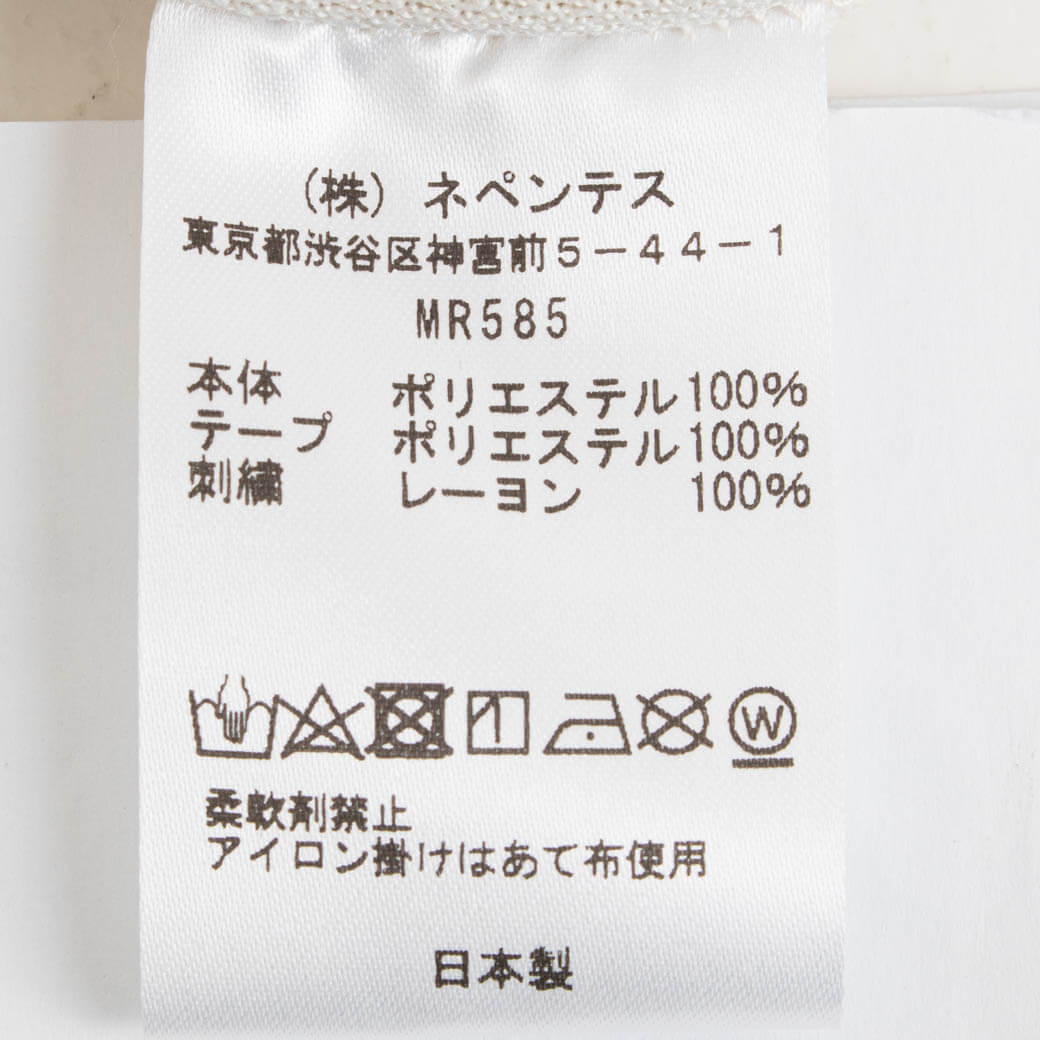 (株) ネペンテス
東京都渋谷区神宮前5-44-1
MR585
本体 ポリエステル100%
テープ ポリエステル100%
刺繍 レーヨン 100%
W
柔軟剤禁止
アイロン掛けはあて布使用
日本製